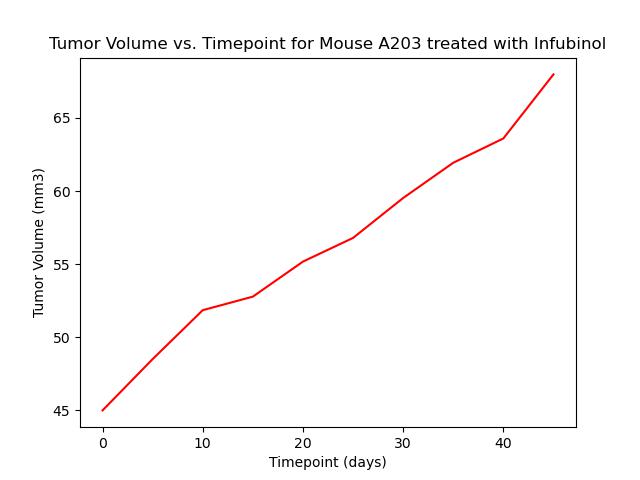 Tumor Volume vs. Timepoint for Mouse A203 treated with Infubinol
65
60
55
50
45
Tumor Volume (mm3)
0 10 20 30 40
Timepoint (days)